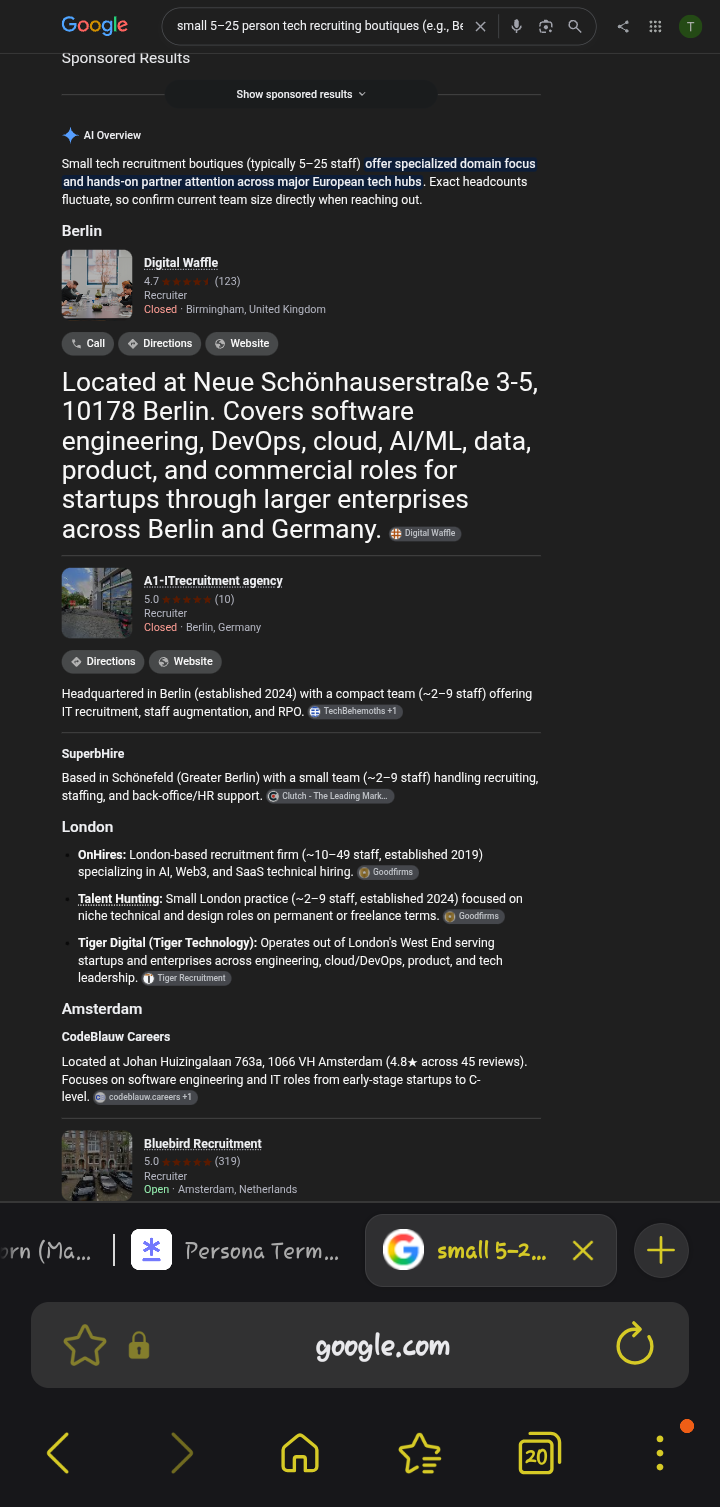 Google
small 5–25 person tech recruiting boutiques (e.g., Be
T
Sponsored Results
Show sponsored results
AI Overview
Small tech recruitment boutiques (typically 5–25 staff) offer specialized domain focus
and hands-on partner attention across major European tech hubs. Exact headcounts
fluctuate, so confirm current team size directly when reaching out.
Berlin
Digital Waffle
4.7 (123)
Recruiter
Closed · Birmingham, United Kingdom
Call Directions Website
Located at Neue Schönhauserstraße 3-5,
10178 Berlin. Covers software
engineering, DevOps, cloud, AI/ML, data,
product, and commercial roles for
startups through larger enterprises
across Berlin and Germany. Digital Waffle
A1-ITrecruitment agency
5.0 (10)
Recruiter
Closed · Berlin, Germany
Directions Website
Headquartered in Berlin (established 2024) with a compact team (~2–9 staff) offering
IT recruitment, staff augmentation, and RPO. TechBehemoths +1
SuperbHire
Based in Schönefeld (Greater Berlin) with a small team (~2–9 staff) handling recruiting,
staffing, and back-office/HR support. Clutch - The Leading Mark...
London
OnHires: London-based recruitment firm (~10–49 staff, established 2019)
specializing in AI, Web3, and SaaS technical hiring. Goodfirms
Talent Hunting: Small London practice (~2–9 staff, established 2024) focused on
niche technical and design roles on permanent or freelance terms. Goodfirms
Tiger Digital (Tiger Technology): Operates out of London's West End serving
startups and enterprises across engineering, cloud/DevOps, product, and tech
leadership. Tiger Recruitment
Amsterdam
CodeBlauw Careers
Located at Johan Huizingalaan 763a, 1066 VH Amsterdam (4.8★ across 45 reviews).
Focuses on software engineering and IT roles from early-stage startups to C-
level. codeblauw.careers +1
Bluebird Recruitment
5.0 (319)
Recruiter
Open · Amsterdam, Netherlands
orn (Ma... Persona Term... small 5–2...
google.com
20